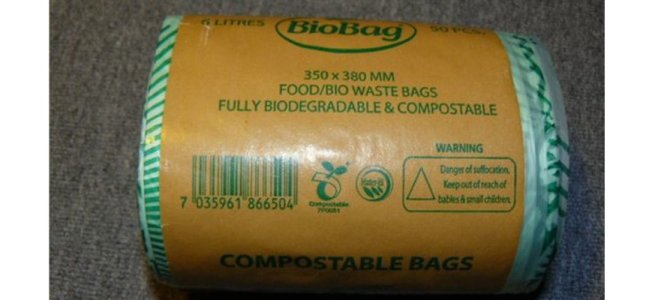 6 LITRES
BioBag
50 PCS.
350 x 380 MM
FOOD/BIO WASTE BAGS
FULLY BIODEGRADABLE & COMPOSTABLE
WARNING
Danger of suffocation.
Keep out of reach of
babies & small children.
7 035961 866504
Compostable
7P0051
COMPOSTABLE BAGS